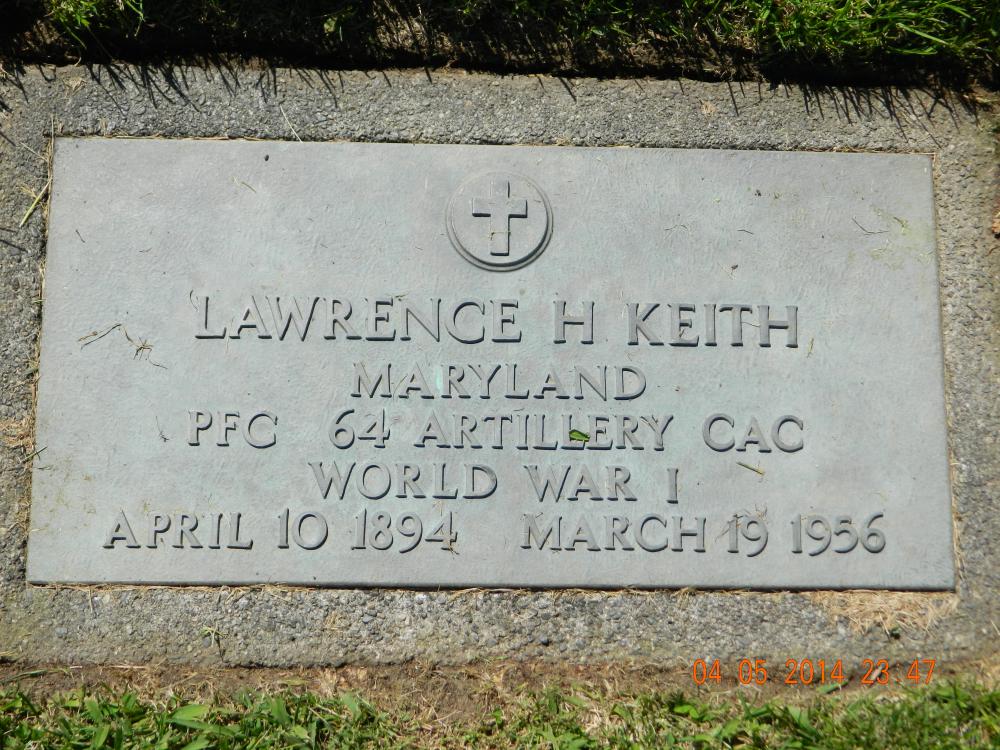 LAWRENCE H KEITH
MARYLAND
PFC 64 ARTILLERY CAC
WORLD WAR I
APRIL 10 1894 MARCH 19 1956
04 05 2014 23:47